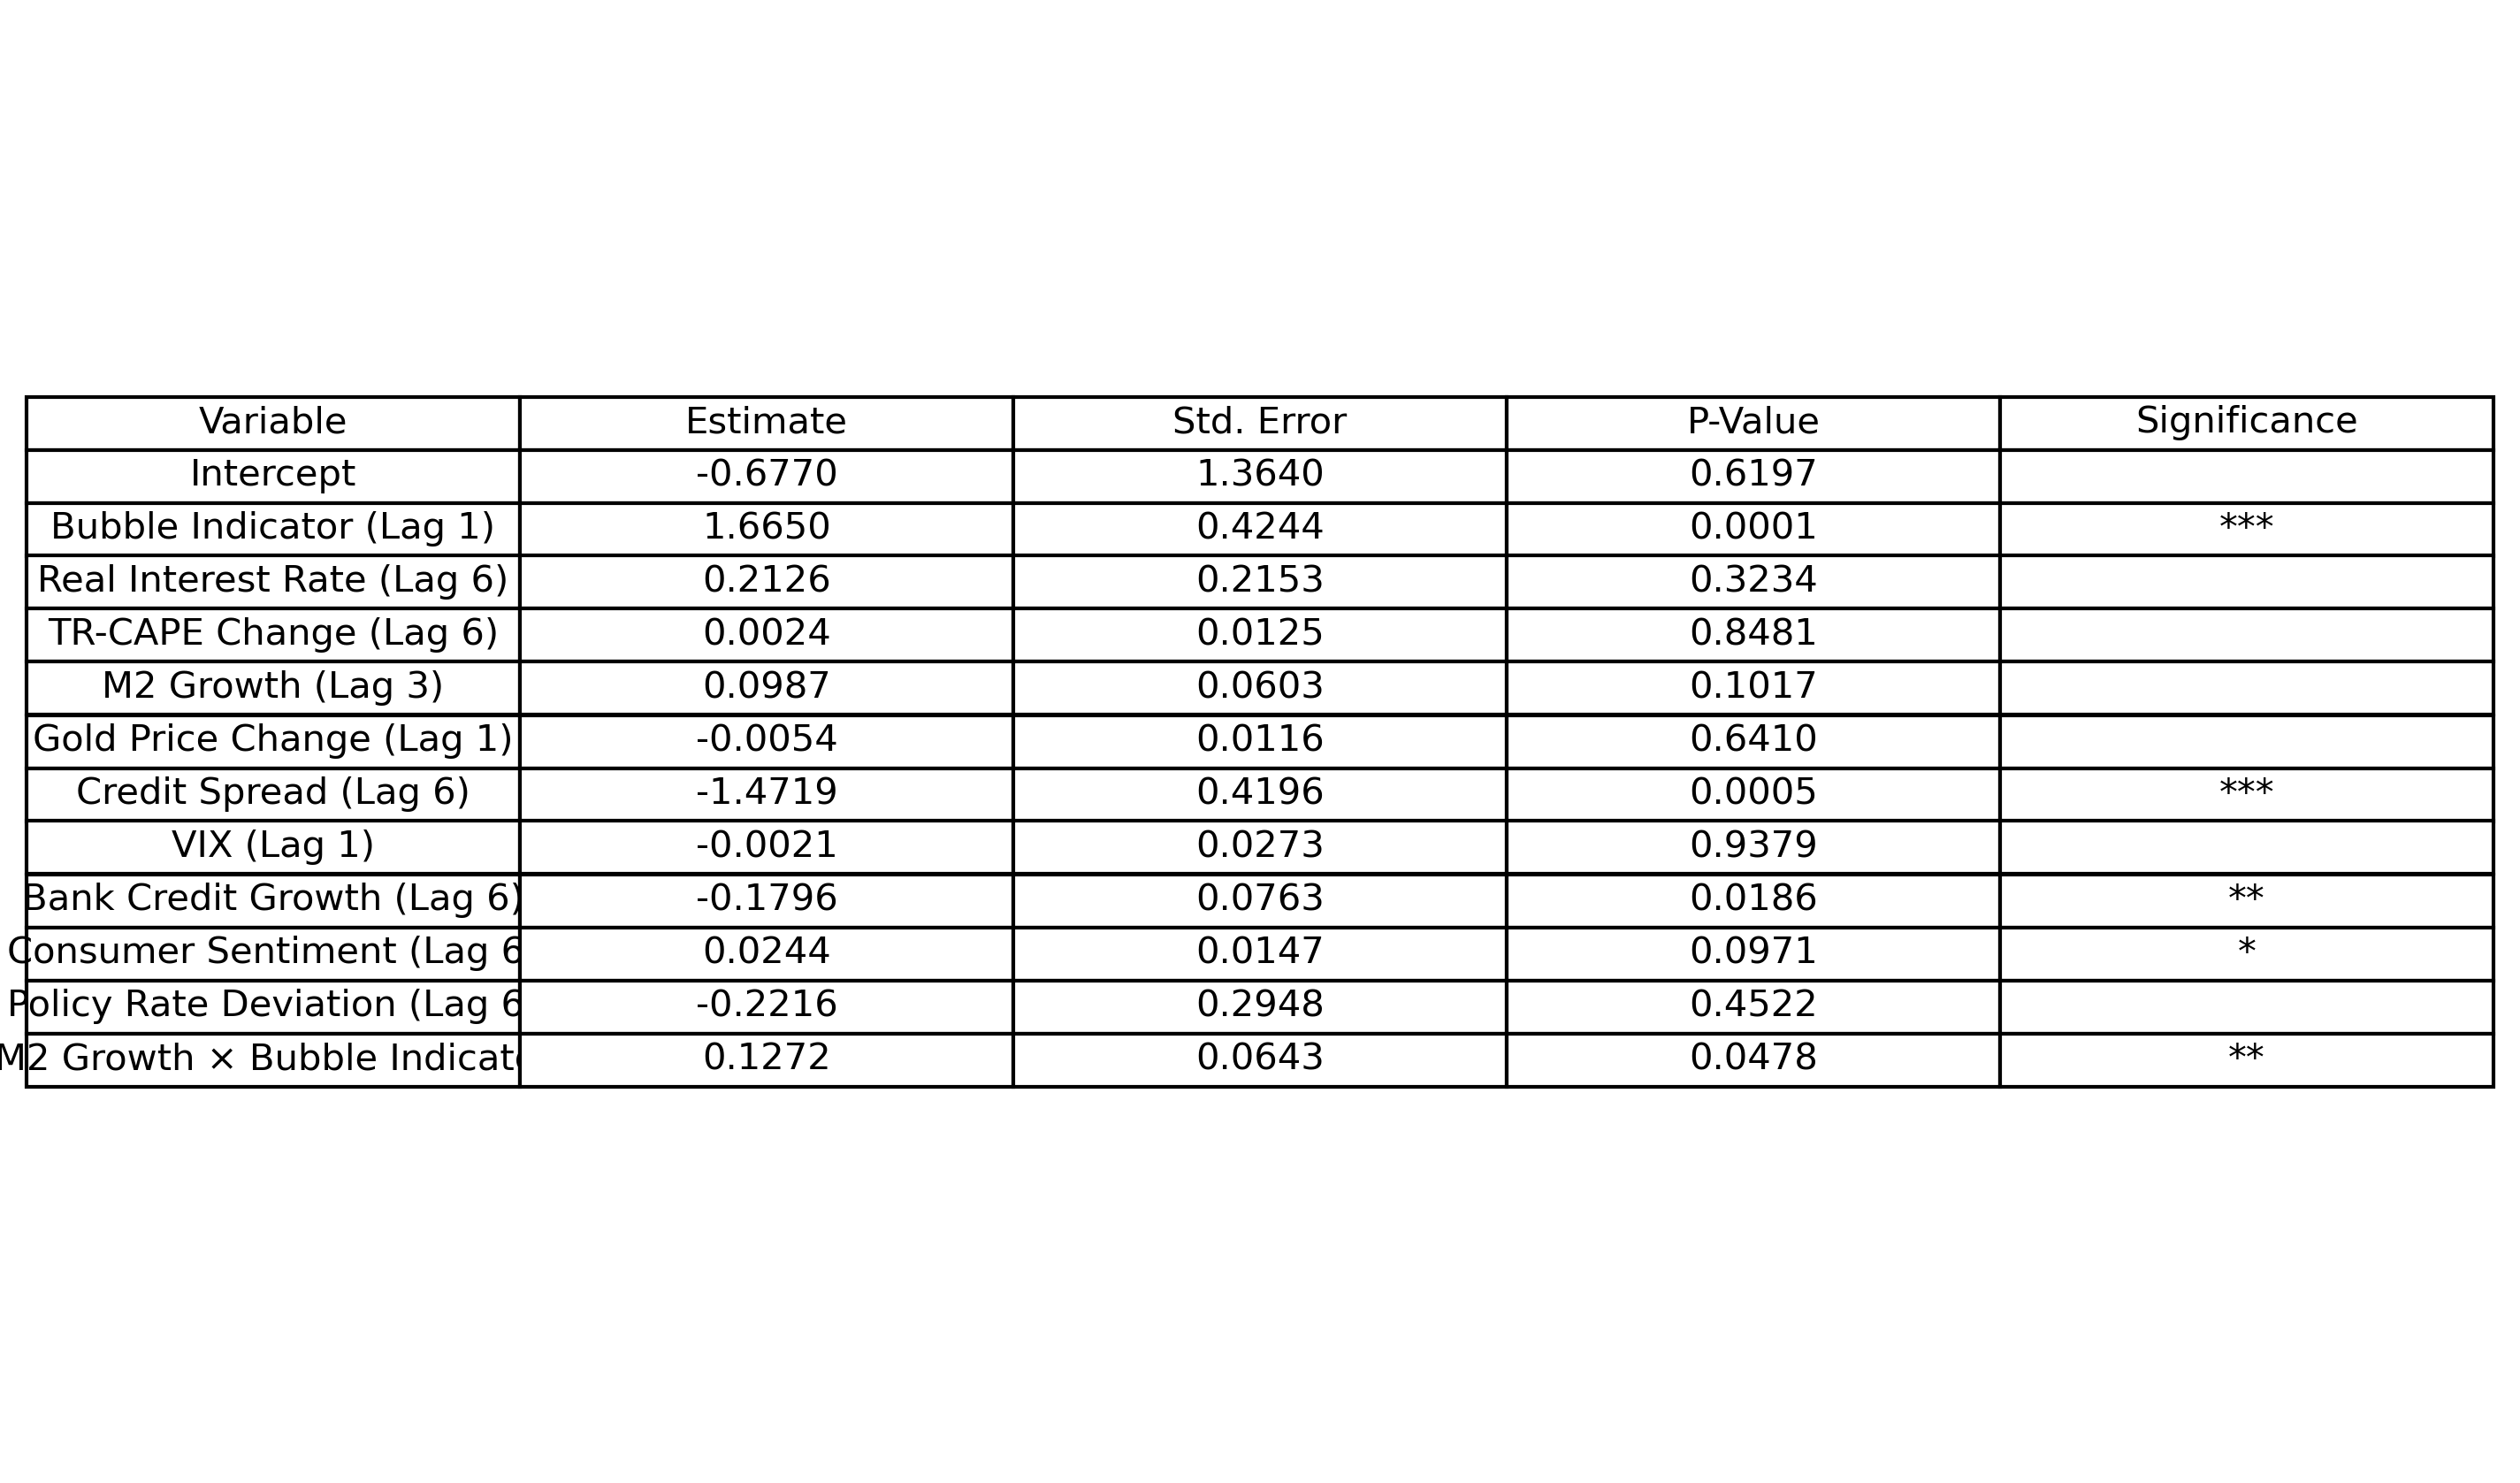 Variable Estimate Std. Error P-Value Significance
Intercept -0.6770 1.3640 0.6197
Bubble Indicator (Lag 1) 1.6650 0.4244 0.0001 ***
Real Interest Rate (Lag 6) 0.2126 0.2153 0.3234
TR-CAPE Change (Lag 6) 0.0024 0.0125 0.8481
M2 Growth (Lag 3) 0.0987 0.0603 0.1017
Gold Price Change (Lag 1) -0.0054 0.0116 0.6410
Credit Spread (Lag 6) -1.4719 0.4196 0.0005 ***
VIX (Lag 1) -0.0021 0.0273 0.9379
Bank Credit Growth (Lag 6) -0.1796 0.0763 0.0186 **
Consumer Sentiment (Lag 6 0.0244 0.0147 0.0971 *
Policy Rate Deviation (Lag 6 -0.2216 0.2948 0.4522
M2 Growth × Bubble Indicato 0.1272 0.0643 0.0478 **